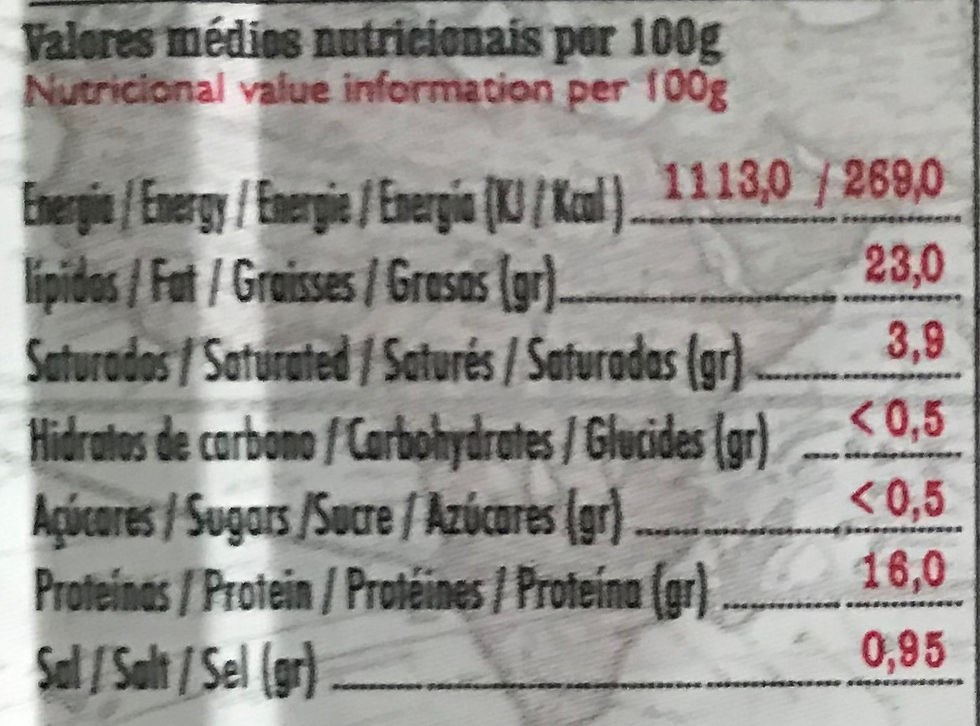 Valores médios nutricionais por 100g
Nutricional value information per 100g
Energia / Energy / Energie / Energía (KJ / Kcal) 1113,0 / 269,0
lípidos / Fat / Graisses / Grasas (gr) 23,0
Saturados / Saturated / Saturés / Saturadas (gr) 3,9
Hidratos de carbono / Carbohydrates / Glucides (gr) < 0,5
Açúcares / Sugars /Sucre / Azúcares (gr) < 0,5
Proteínas / Protein / Protéines / Proteína (gr) 16,0
Sal / Salt / Sel (gr) 0,95